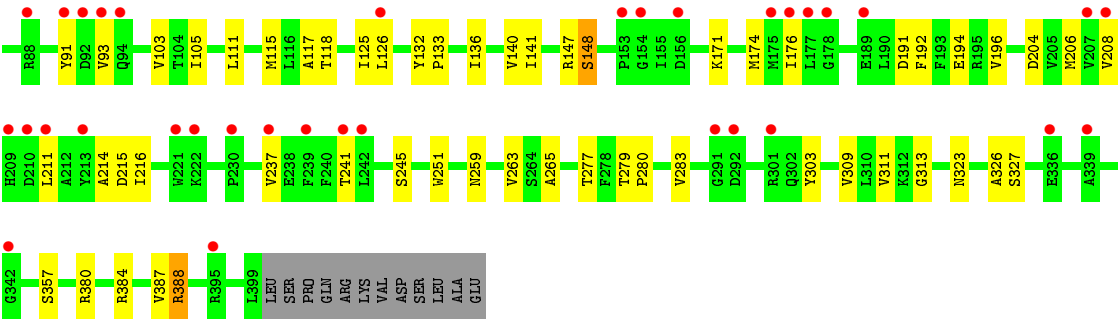 R88 Y91 D92 V93 Q94 V103 T104 I105 L111 M115 L116 A117 T118 I125 L126 Y132 P133 I136 V140 I141 R147 S148 P153 G154 I155 D156 K171 M174 M175 I176 L177 G178 E189 L190 D191 F192 F193 E194 R195 V196 D204 V205 M206 V207 V208
H209 D210 L211 A212 Y213 A214 D215 I216 W221 K222 P230 V237 E238 F239 F240 T241 L242 S245 W251 N259 V263 S264 A265 T277 F278 T279 P280 V283 G291 D292 R301 Q302 Y303 V309 L310 V311 K312 G313 N323 A326 S327 E336 A339
G342 S357 R380 R384 V387 R388 R395 L399 LEU SER PRO GLN ARG LYS VAL ASP SER LEU ALA GLU